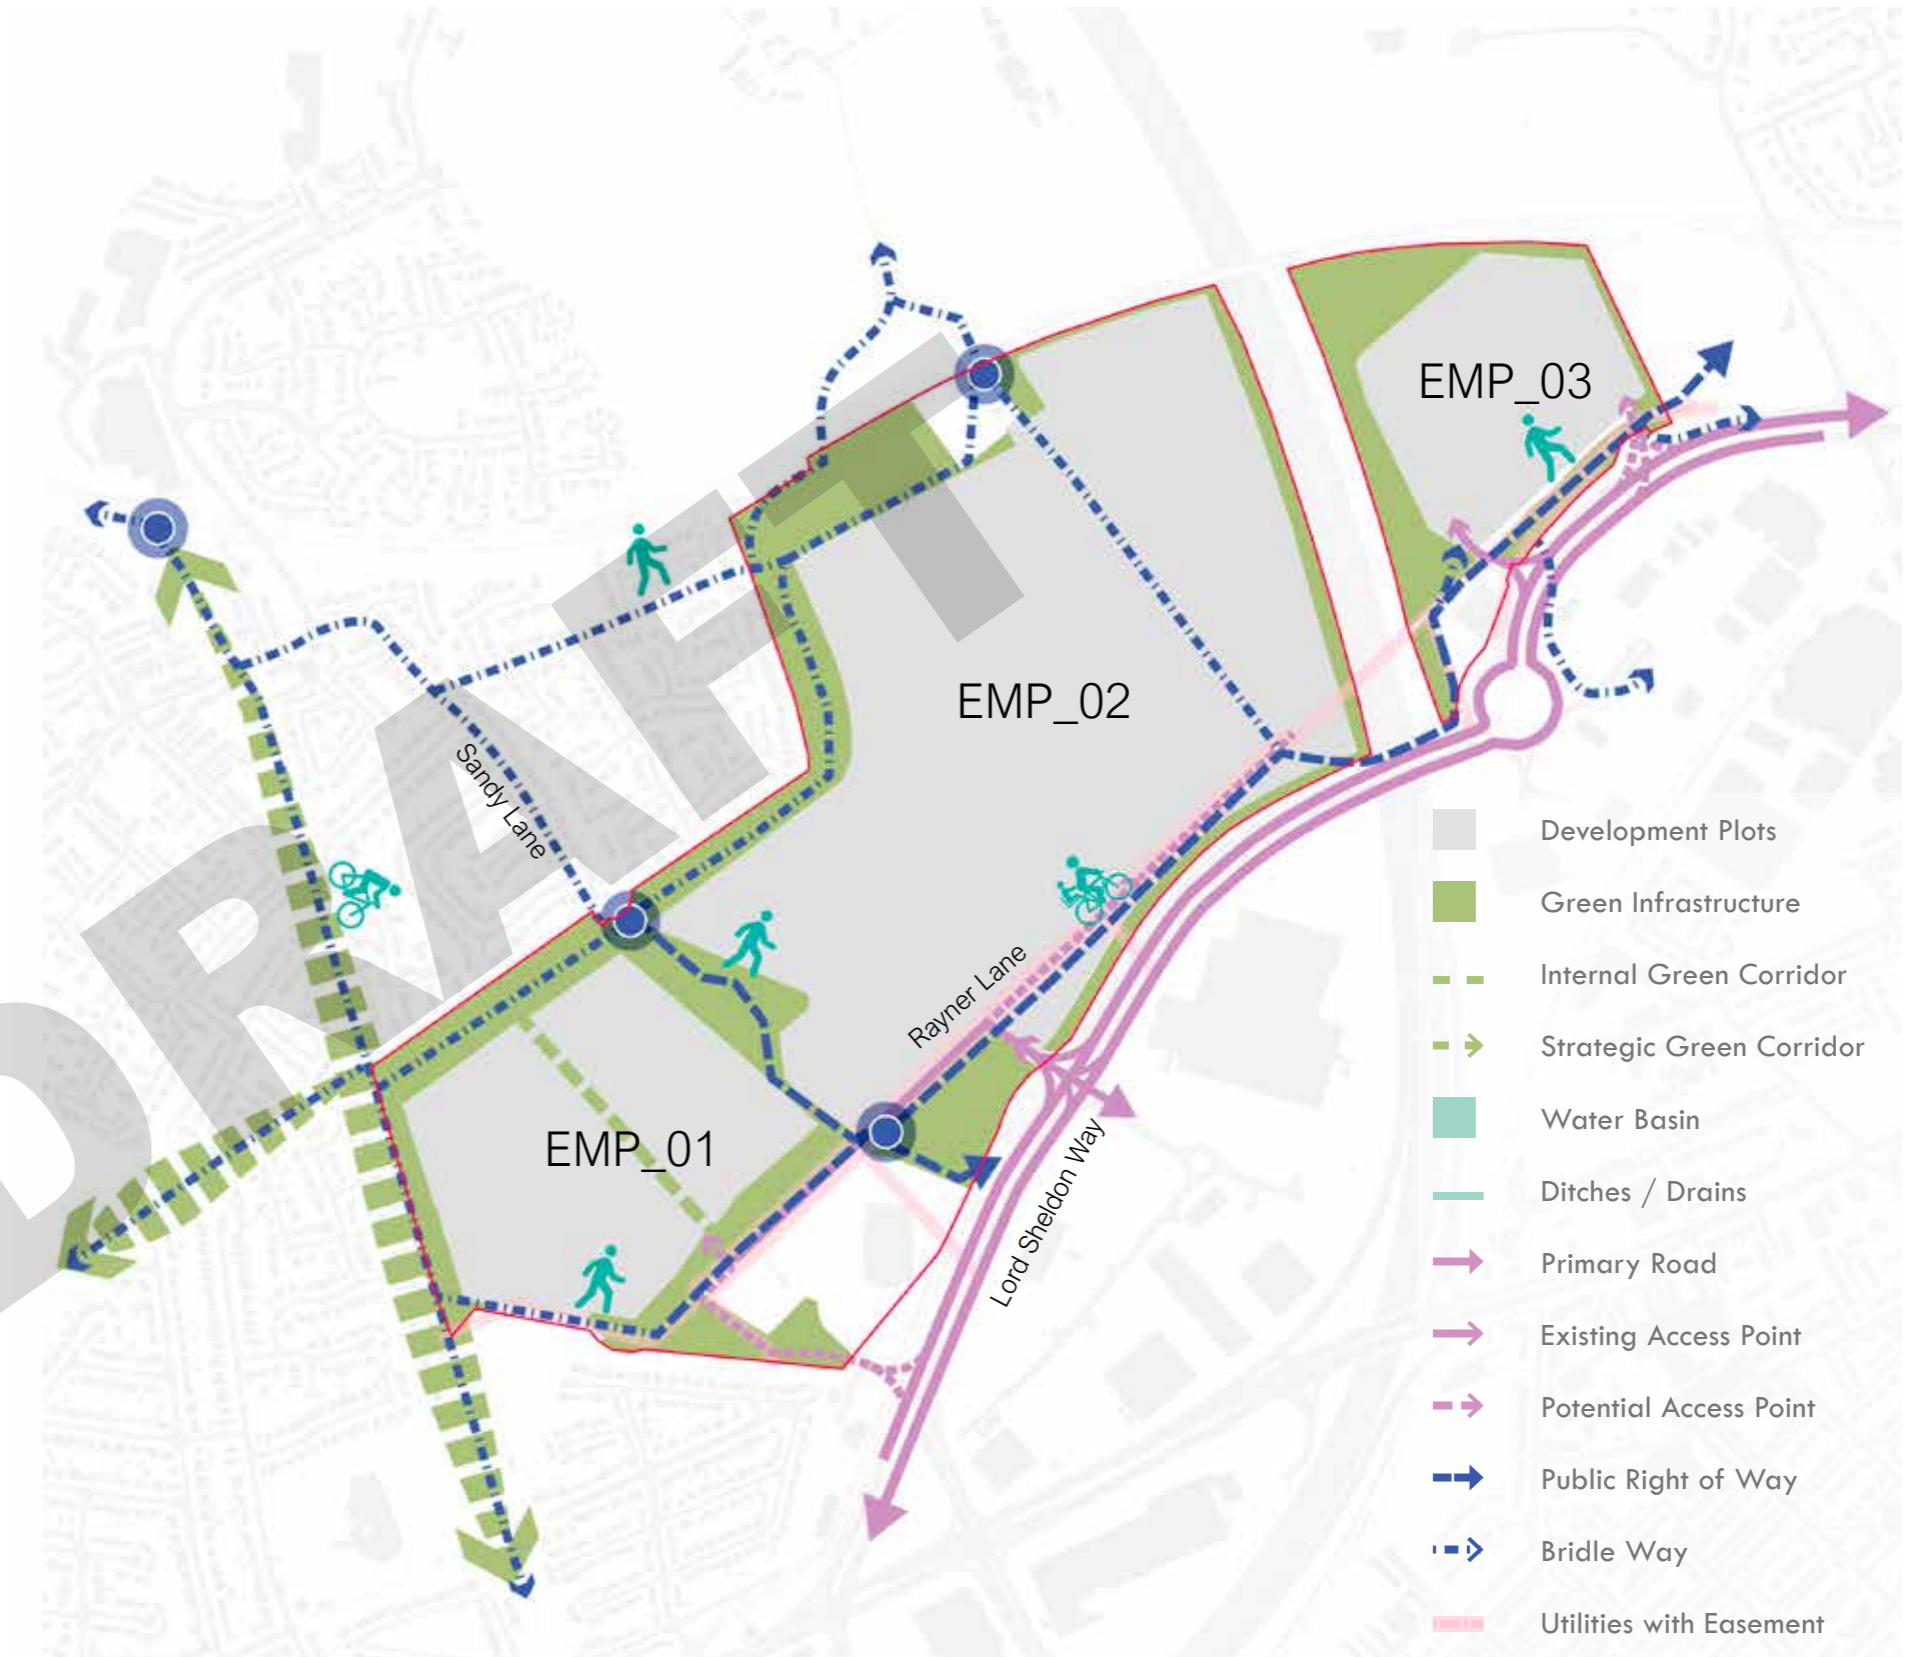 DRAFT
EMP_03
EMP_02
Sandy Lane
Rayner Lane
EMP_01
Lord Sheldon Way
Development Plots
Green Infrastructure
Internal Green Corridor
Strategic Green Corridor
Water Basin
Ditches / Drains
Primary Road
Existing Access Point
Potential Access Point
Public Right of Way
Bridle Way
Utilities with Easement